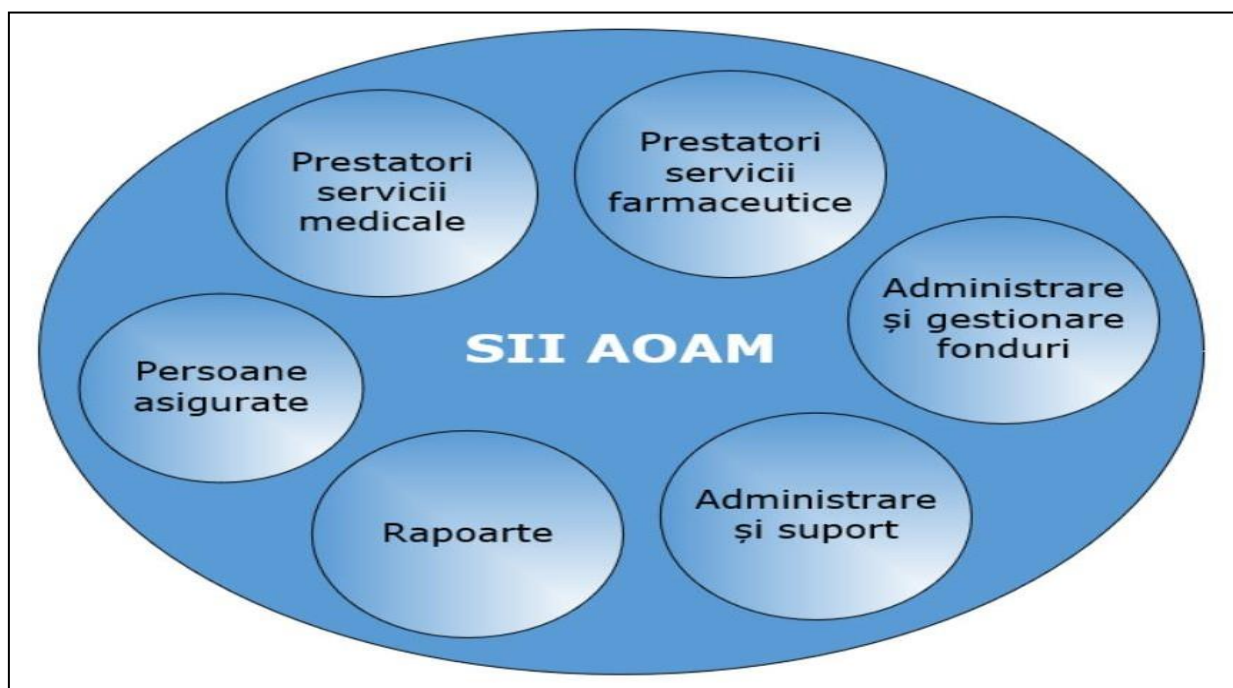 Prestatori
servicii
medicale
Prestatori
servicii
farmaceutice
Administrare
și gestionare
fonduri
SII AOAM
Persoane
asigurate
Rapoarte
Administrare
și suport